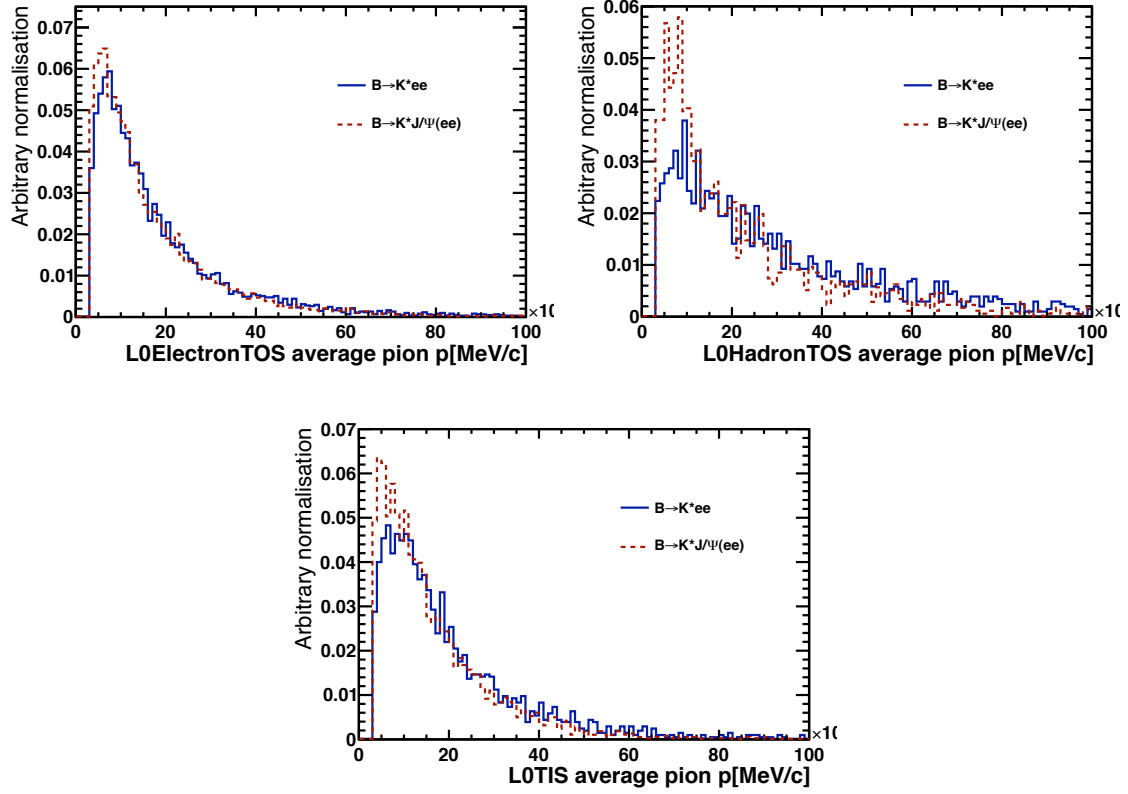 Arbitrary normalisation
0.07
0.06
0.05
0.04
0.03
0.02
0.01
0
B→K*ee
B→K*J/Ψ(ee)
0 20 40 60 80 100
L0ElectronTOS average pion p[MeV/c]
Arbitrary normalisation
0.06
0.05
0.04
0.03
0.02
0.01
0
B→K*ee
B→K*J/Ψ(ee)
0 20 40 60 80 100
L0HadronTOS average pion p[MeV/c]
Arbitrary normalisation
0.07
0.06
0.05
0.04
0.03
0.02
0.01
0
B→K*ee
B→K*J/Ψ(ee)
0 20 40 60 80 100
L0TIS average pion p[MeV/c]